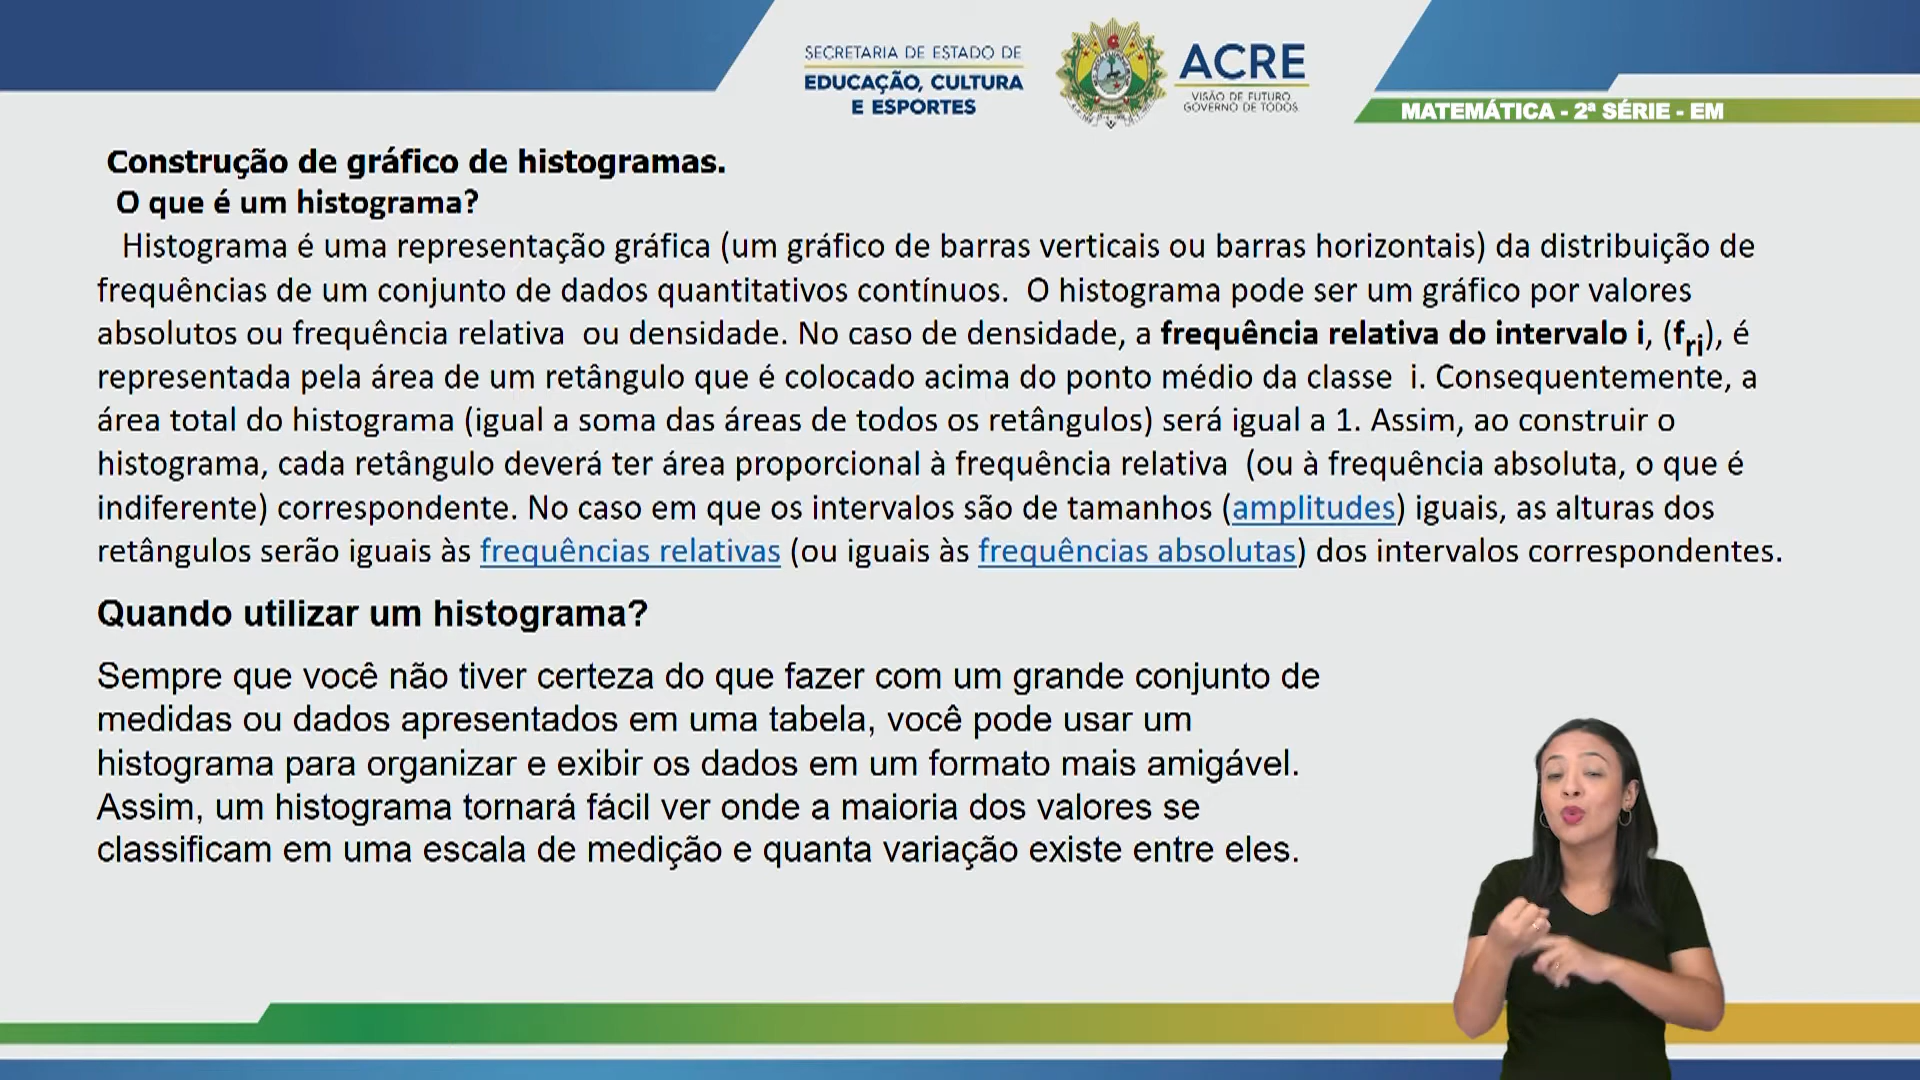 SECRETARIA DE ESTADO DE
EDUCAÇÃO, CULTURA
E ESPORTES
ACRE
VISÃO DE FUTURO
GOVERNO DE TODOS
MATEMÁTICA - 2ª SÉRIE - EM
Construção de gráfico de histogramas.
O que é um histograma?
Histograma é uma representação gráfica (um gráfico de barras verticais ou barras horizontais) da distribuição de
frequências de um conjunto de dados quantitativos contínuos. O histograma pode ser um gráfico por valores
absolutos ou frequência relativa ou densidade. No caso de densidade, a frequência relativa do intervalo i, (fri), é
representada pela área de um retângulo que é colocado acima do ponto médio da classe i. Consequentemente, a
área total do histograma (igual a soma das áreas de todos os retângulos) será igual a 1. Assim, ao construir o
histograma, cada retângulo deverá ter área proporcional à frequência relativa (ou à frequência absoluta, o que é
indiferente) correspondente. No caso em que os intervalos são de tamanhos (amplitudes) iguais, as alturas dos
retângulos serão iguais às frequências relativas (ou iguais às frequências absolutas) dos intervalos correspondentes.
Quando utilizar um histograma?
Sempre que você não tiver certeza do que fazer com um grande conjunto de
medidas ou dados apresentados em uma tabela, você pode usar um
histograma para organizar e exibir os dados em um formato mais amigável.
Assim, um histograma tornará fácil ver onde a maioria dos valores se
classificam em uma escala de medição e quanta variação existe entre eles.